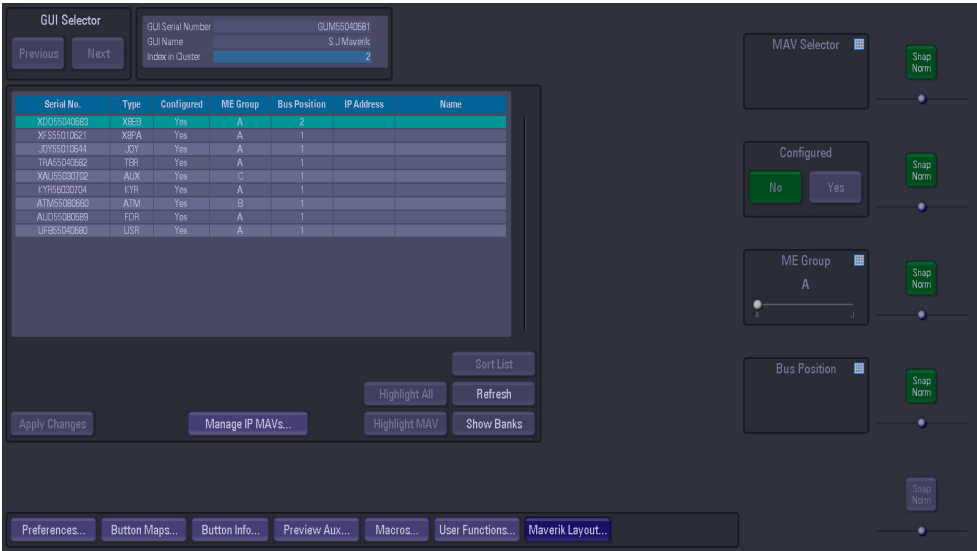 GUI Selector
Previous Next
GUI Serial Number GUM55040681
GUI Name S J Maverik
Index in Cluster 2
Serial No. Type Configured ME Group Bus Position IP Address Name
XDO55040683 XBEB Yes A 2
XFS55010621 XBPA Yes A 1
JOY55010644 JOY Yes A 1
TRA55040682 TBR Yes A 1
XAU55030702 AUX Yes C 1
KYR56030704 KYR Yes A 1
ATM55080660 ATM Yes B 1
AUD55080589 FDR Yes A 1
UFB55040680 USR Yes A 1
Sort List
Highlight All Refresh
Apply Changes Manage IP MAVs... Highlight MAV Show Banks
MAV Selector
Snap
Norm
Configured
No Yes
Snap
Norm
ME Group
A
A J
Snap
Norm
Bus Position
Snap
Norm
Snap
Norm
Preferences... Button Maps... Button Info... Preview Aux... Macros... User Functions... Maverik Layout...